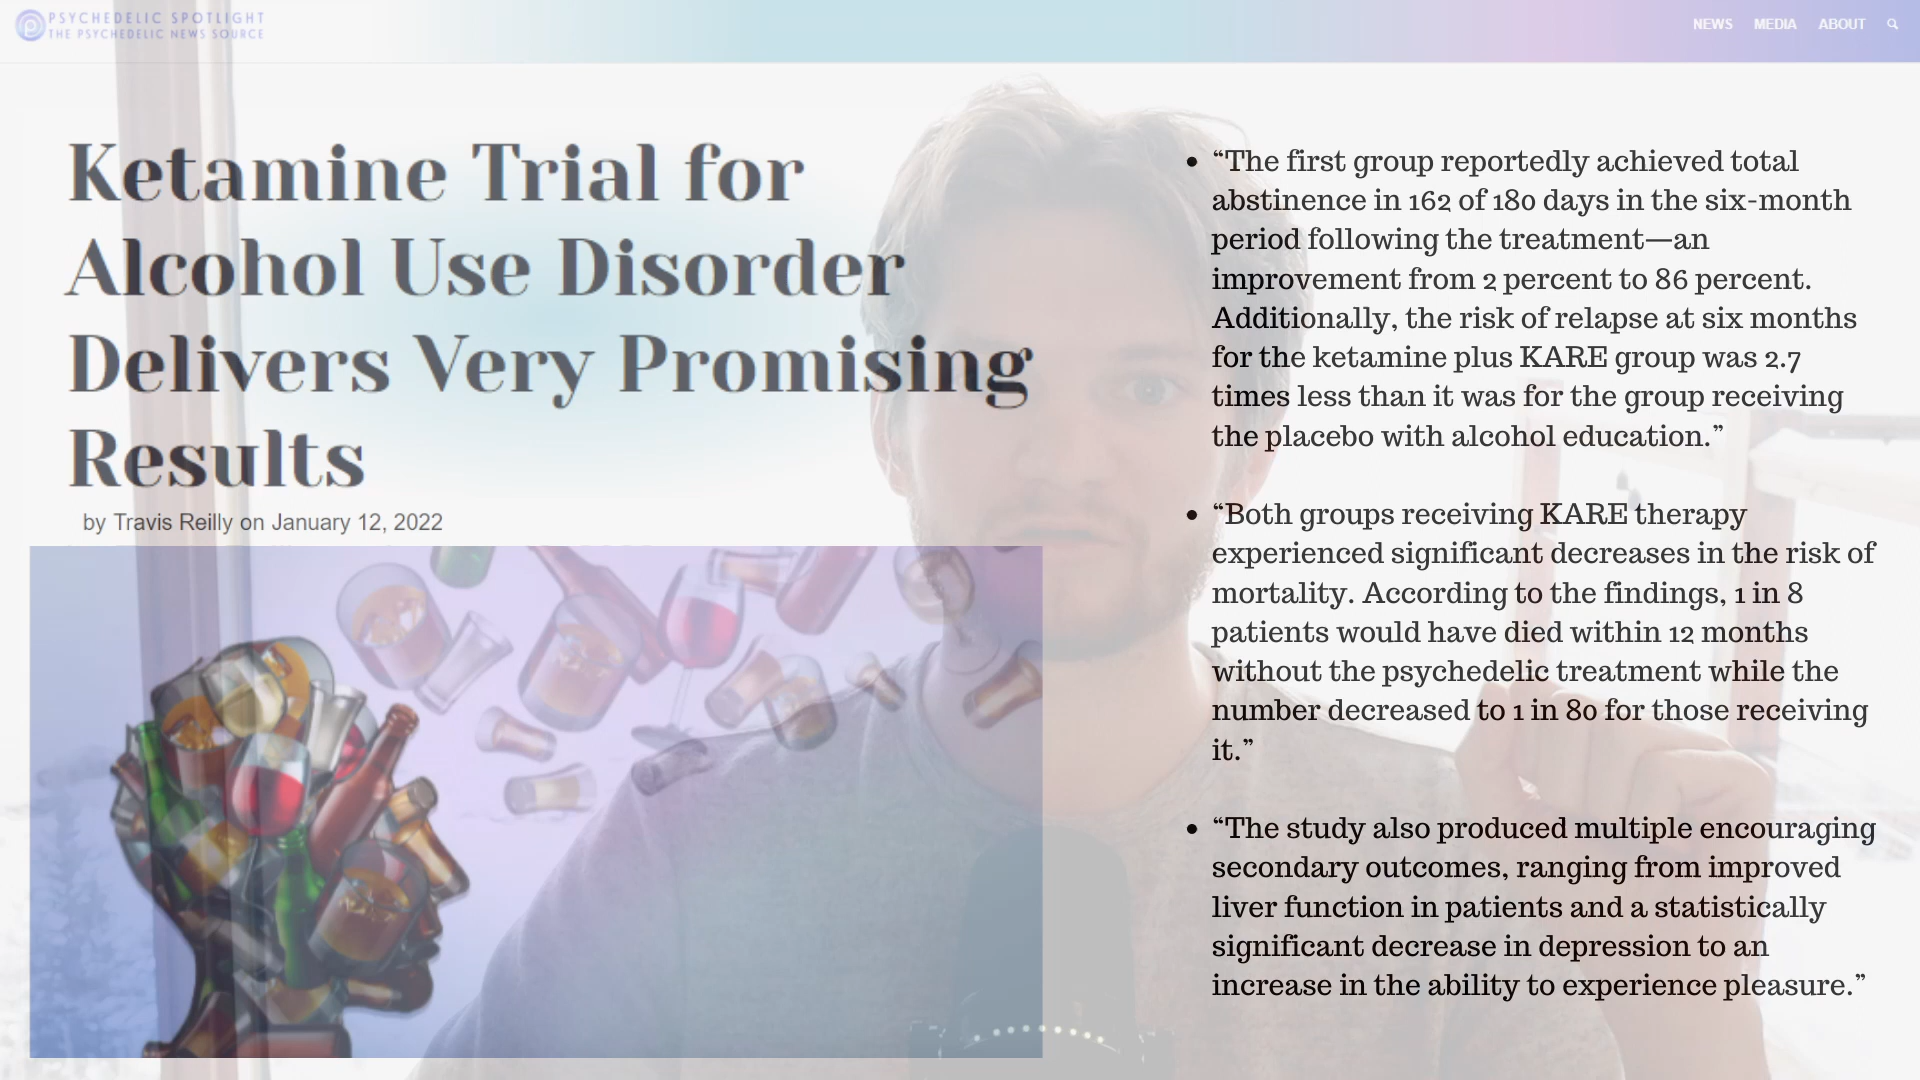 PSYCHEDELIC SPOTLIGHT
THE PSYCHEDELIC NEWS SOURCE
NEWS MEDIA ABOUT
Ketamine Trial for
Alcohol Use Disorder
Delivers Very Promising
Results
by Travis Reilly on January 12, 2022
• “The first group reportedly achieved total
abstinence in 162 of 180 days in the six-month
period following the treatment—an
improvement from 2 percent to 86 percent.
Additionally, the risk of relapse at six months
for the ketamine plus KARE group was 2.7
times less than it was for the group receiving
the placebo with alcohol education.”
• “Both groups receiving KARE therapy
experienced significant decreases in the risk of
mortality. According to the findings, 1 in 8
patients would have died within 12 months
without the psychedelic treatment while the
number decreased to 1 in 80 for those receiving
it.”
• “The study also produced multiple encouraging
secondary outcomes, ranging from improved
liver function in patients and a statistically
significant decrease in depression to an
increase in the ability to experience pleasure.”